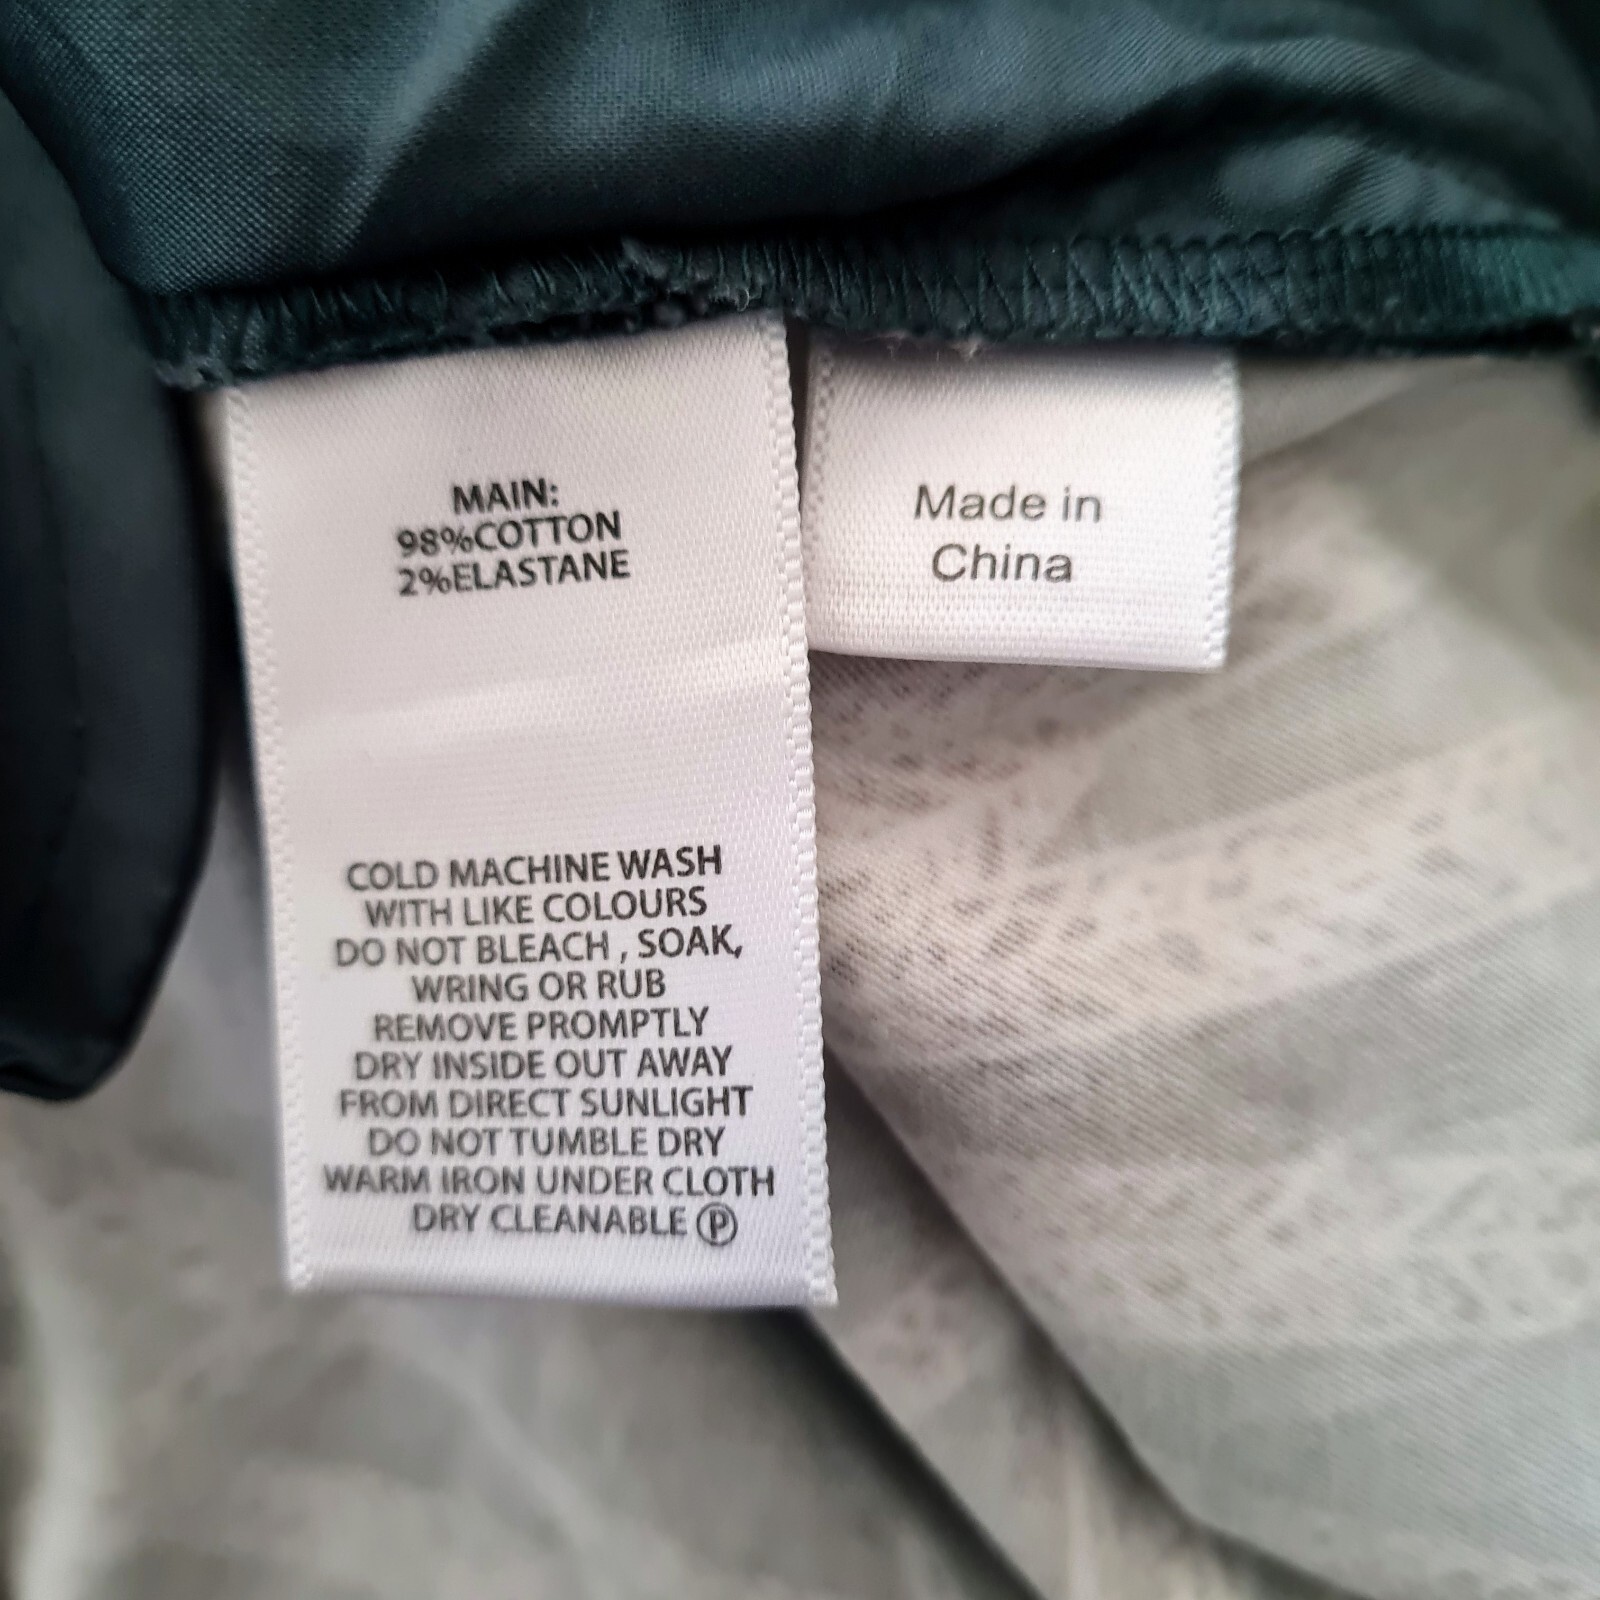 MAIN:
98%COTTON
2%ELASTANE
COLD MACHINE WASH
WITH LIKE COLOURS
DO NOT BLEACH , SOAK,
WRING OR RUB
REMOVE PROMPTLY
DRY INSIDE OUT AWAY
FROM DIRECT SUNLIGHT
DO NOT TUMBLE DRY
WARM IRON UNDER CLOTH
DRY CLEANABLE Ⓟ
Made in
China